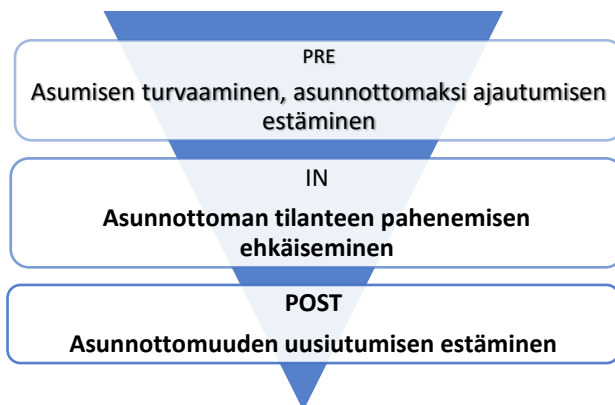 PRE
Asumisen turvaaminen, asunnottomaksi ajautumisen
estäminen
IN
Asunnottoman tilanteen pahenemisen
ehkäiseminen
POST
Asunnottomuuden uusiutumisen estäminen